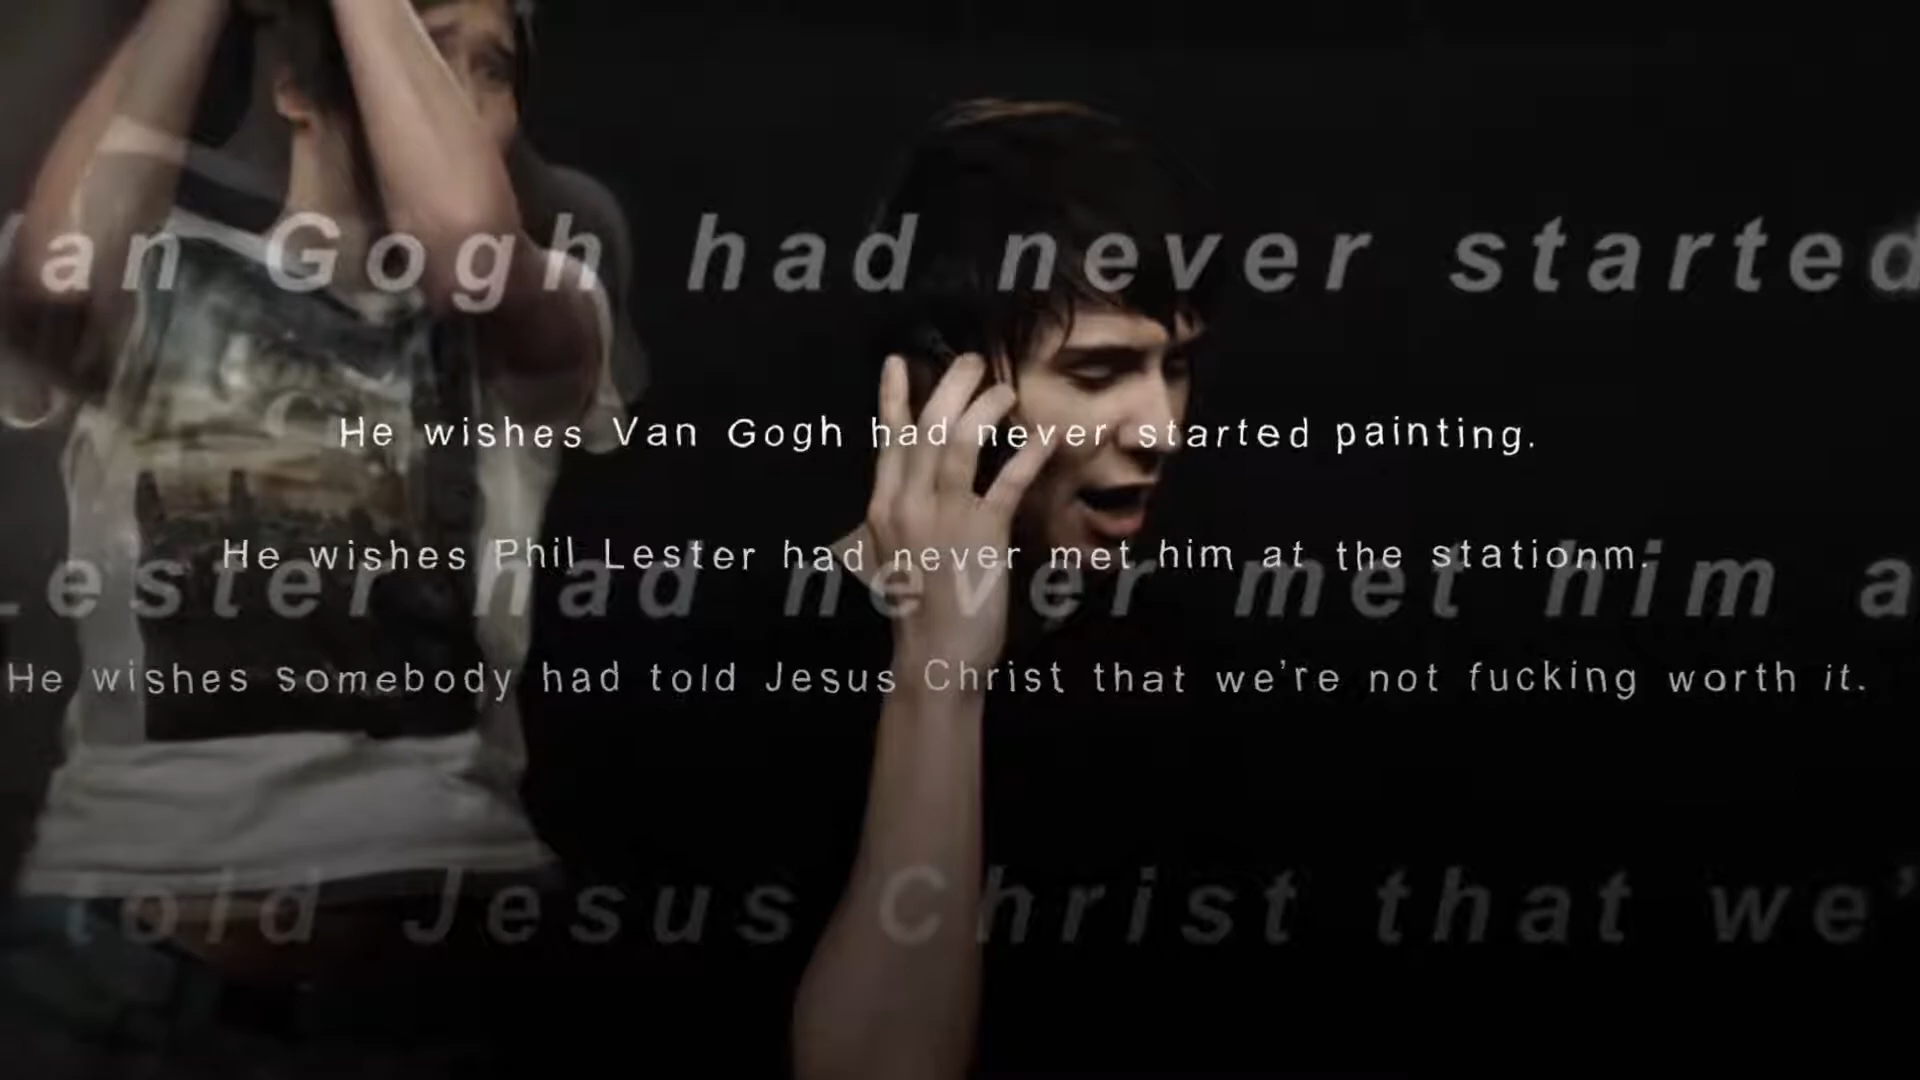 Van Gogh had never started
He wishes Van Gogh had never started painting.
He wishes Phil Lester had never met him at the stationm.
Lester had never met him a
He wishes somebody had told Jesus Christ that we're not fucking worth it.
told Jesus Christ that we'